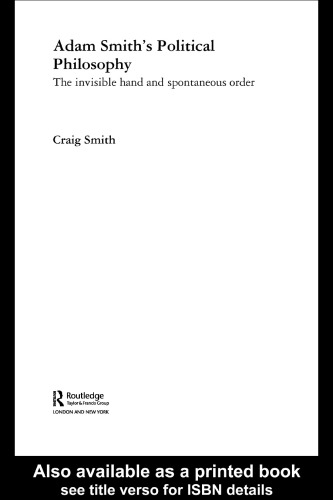 Adam Smith's Political
Philosophy
The invisible hand and spontaneous order
Craig Smith
Routledge
Taylor & Francis Group
LONDON AND NEW YORK
Also available as a printed book
see title verso for ISBN details